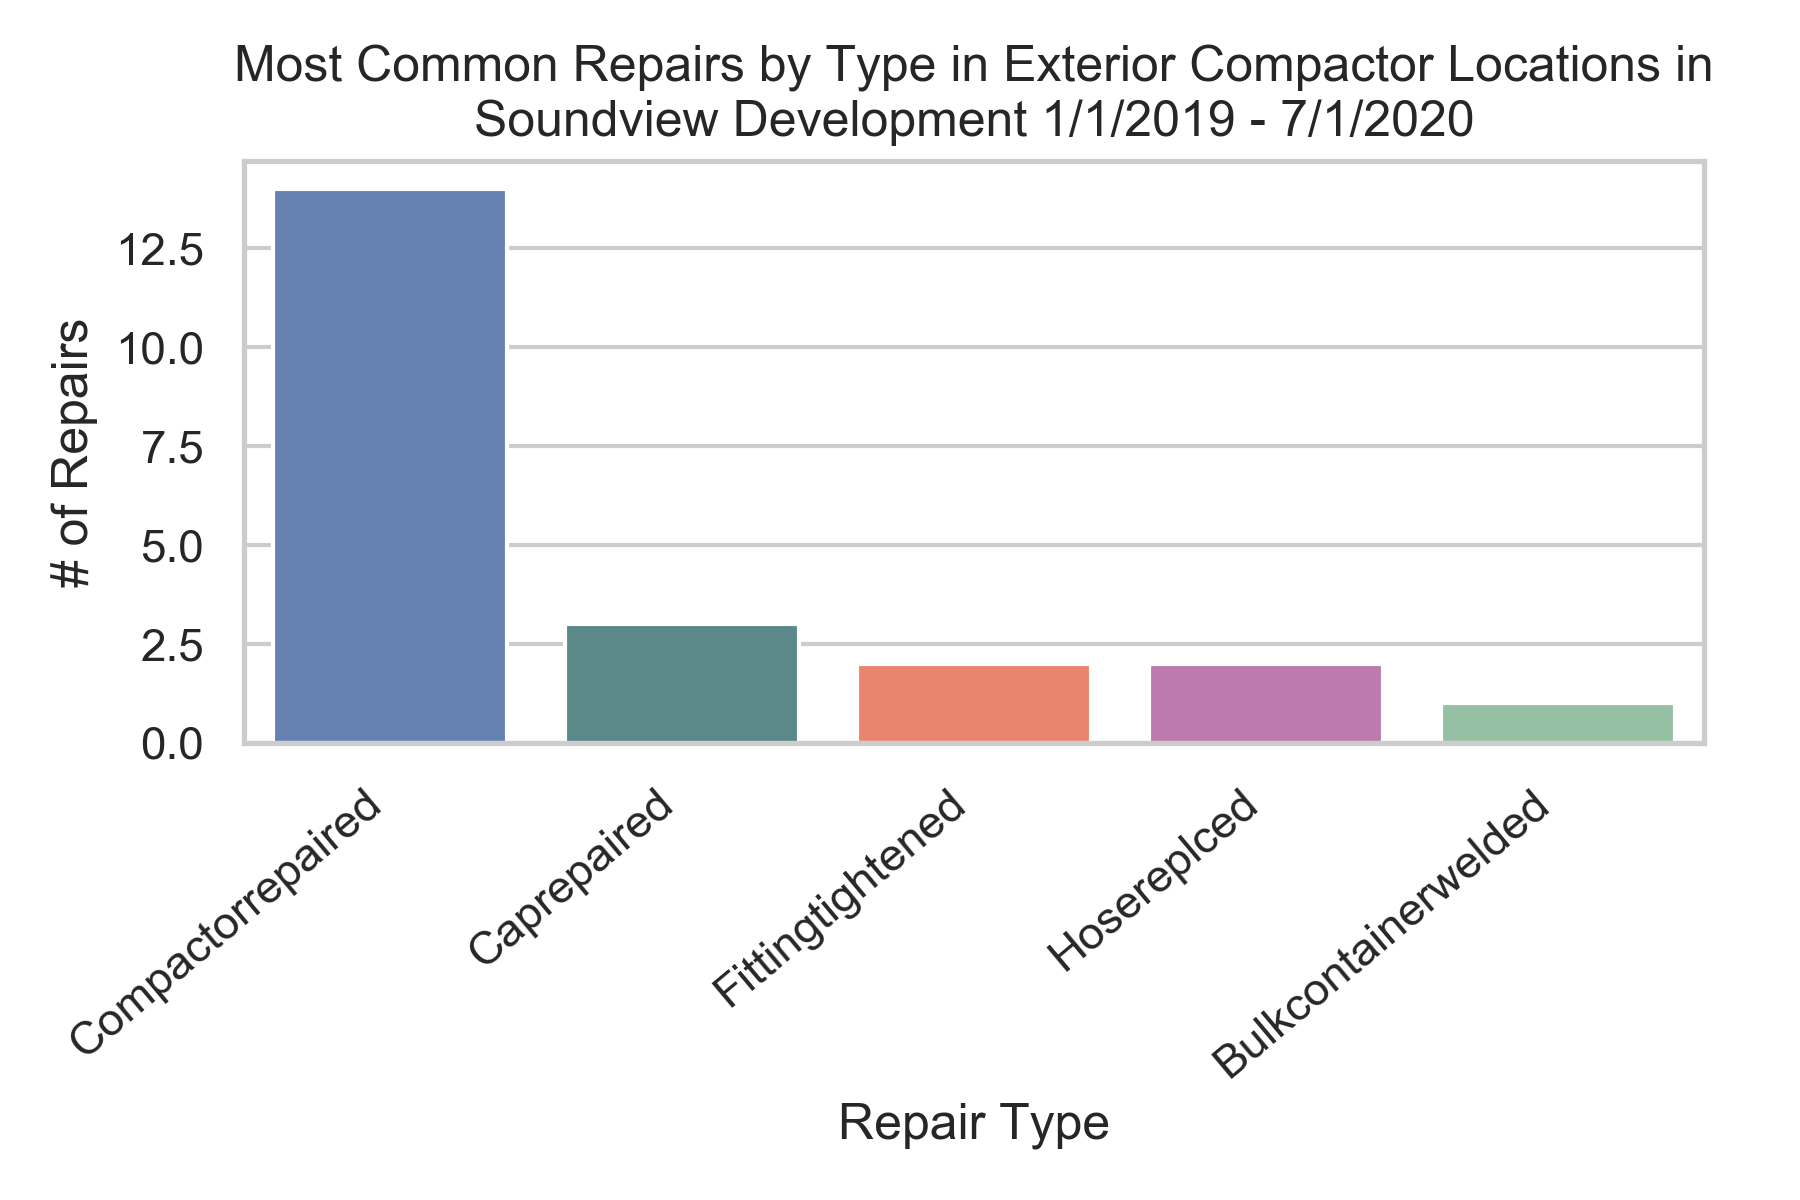 Most Common Repairs by Type in Exterior Compactor Locations in
Soundview Development 1/1/2019 - 7/1/2020
12.5
10.0
7.5
5.0
2.5
0.0
# of Repairs
Compactorrepaired
Caprepaired
Fittingtightened
Hosereplced
Bulkcontainerwelded
Repair Type